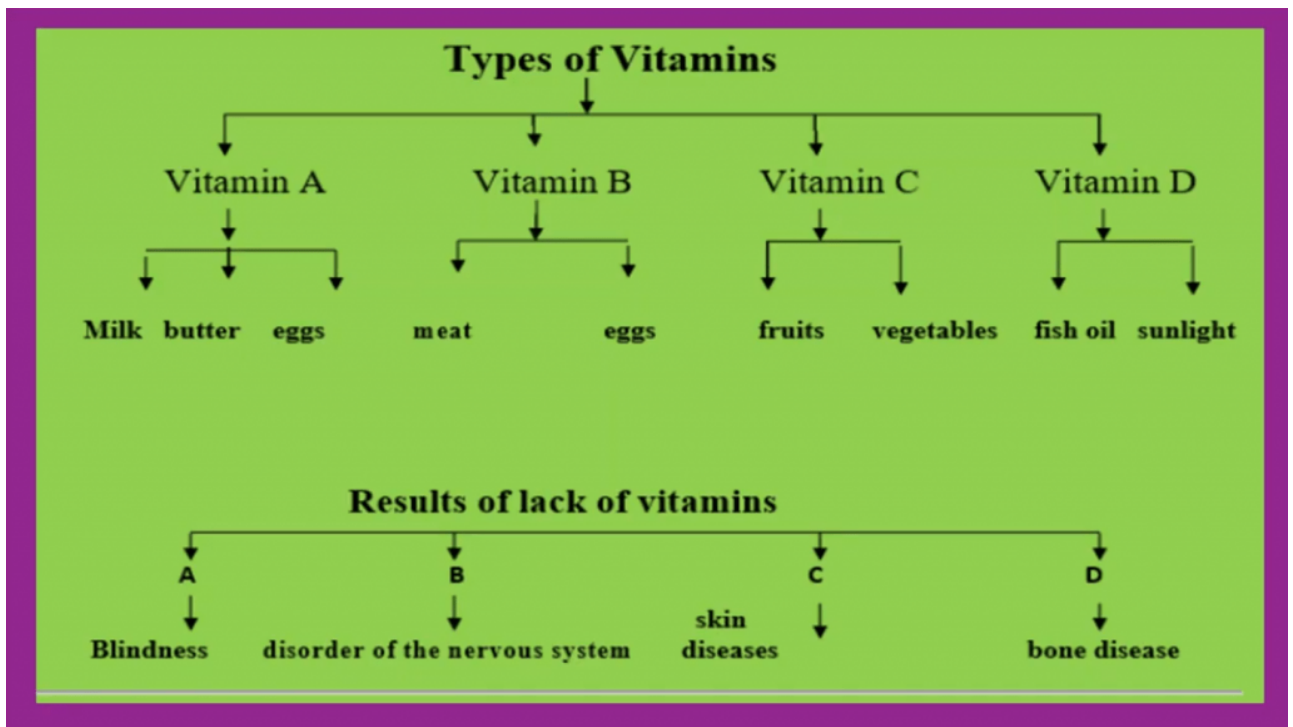 Types of Vitamins
Vitamin A Vitamin B Vitamin C Vitamin D
Milk butter eggs meat eggs fruits vegetables fish oil sunlight
Results of lack of vitamins
A B C D
skin
Blindness disorder of the nervous system diseases bone disease